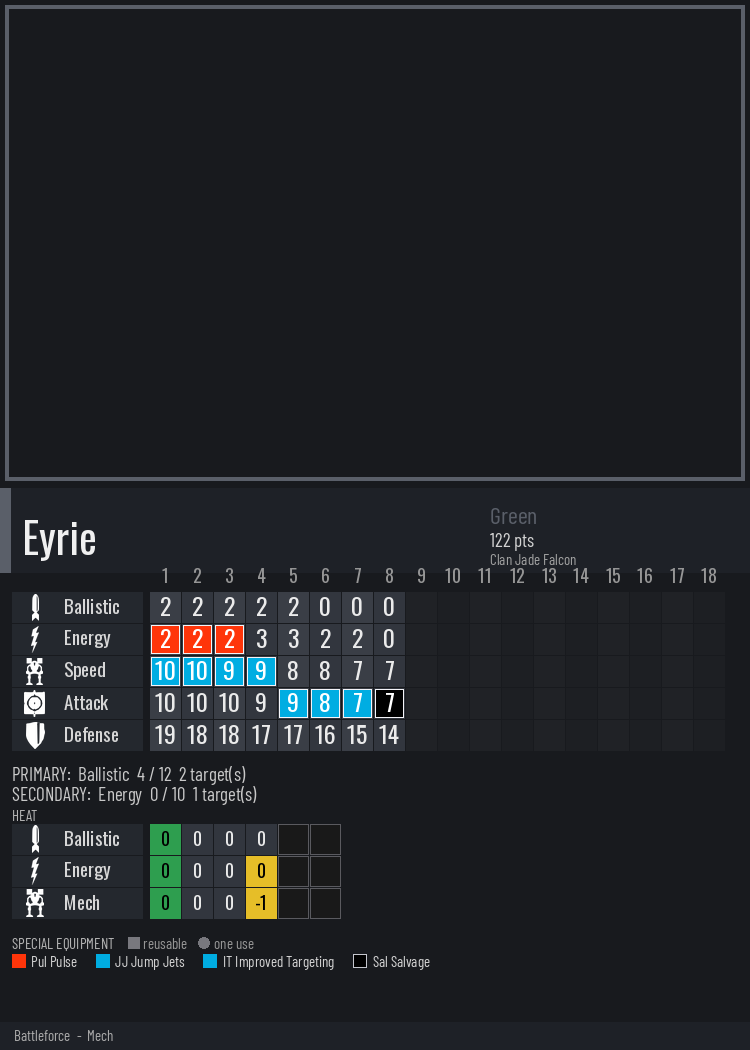 Eyrie
Green
122 pts
Clan Jade Falcon
1 2 3 4 5 6 7 8 9 10 11 12 13 14 15 16 17 18
Ballistic 2 2 2 2 2 0 0 0
Energy 2 2 2 3 3 2 2 0
Speed 10 10 9 9 8 8 7 7
Attack 10 10 10 9 9 8 7 7
Defense 19 18 18 17 17 16 15 14
PRIMARY: Ballistic 4 / 12 2 target(s)
SECONDARY: Energy 0 / 10 1 target(s)
HEAT
Ballistic 0 0 0 0
Energy 0 0 0 0
Mech 0 0 0 -1
SPECIAL EQUIPMENT reusable one use
Pul Pulse JJ Jump Jets IT Improved Targeting Sal Salvage
Battleforce - Mech